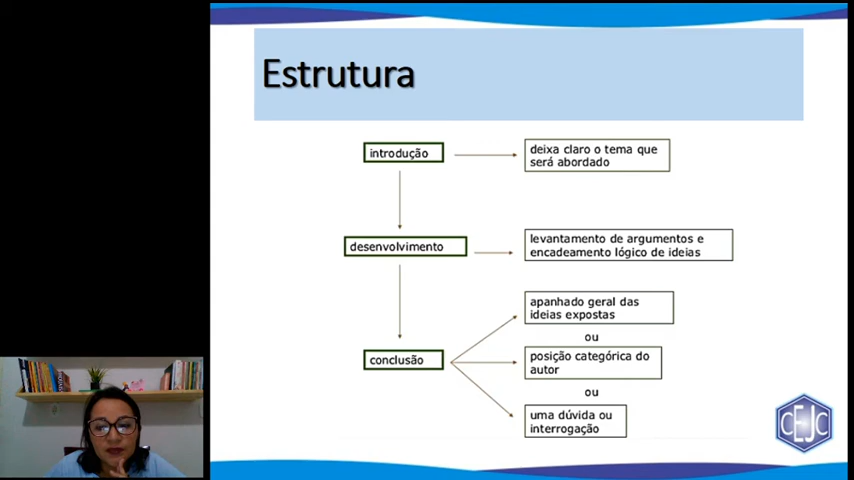 Estrutura
introdução
deixa claro o tema que
será abordado
desenvolvimento
levantamento de argumentos e
encadeamento lógico de ideias
apanhado geral das
ideias expostas
ou
conclusão
posição categórica do
autor
ou
uma dúvida ou
interrogação
CEJC